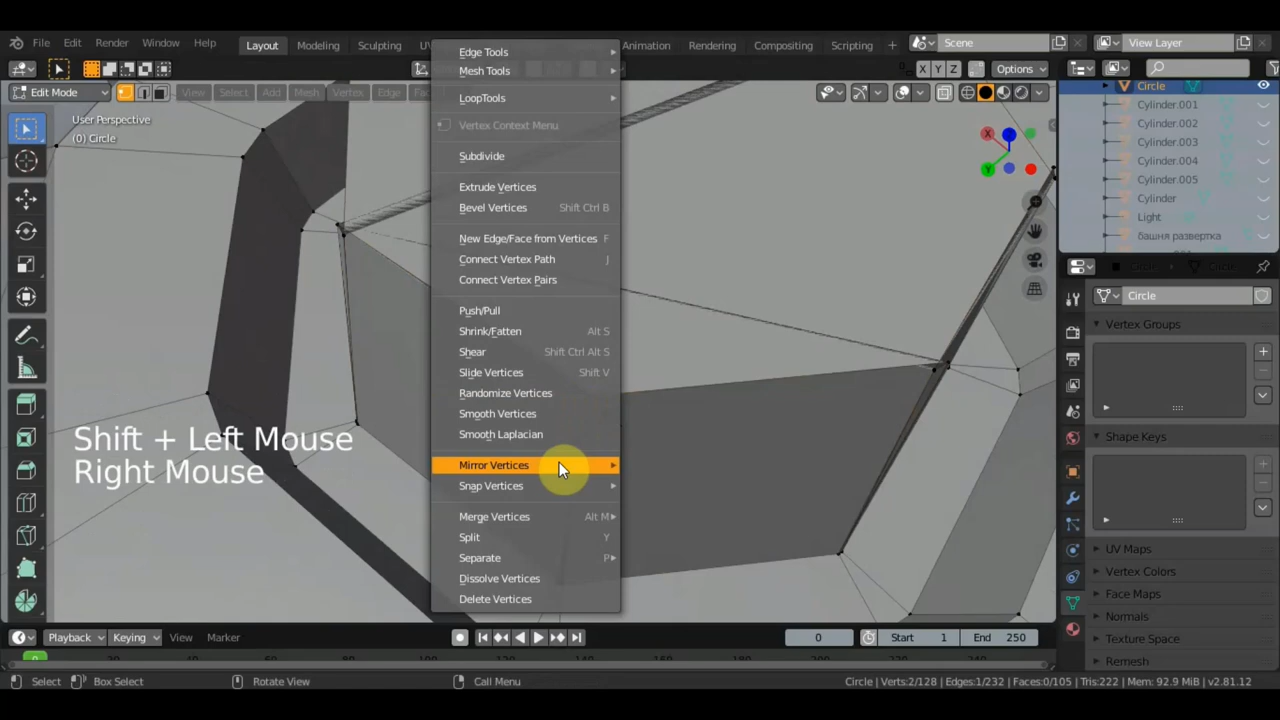 File Edit Render Window Help Layout Modeling Sculpting Animation Rendering Compositing Scripting + Scene View Layer
X Y Z Options
Edit Mode View Select Add Mesh Vertex Edge
User Perspective
(0) Circle
X
Y
Circle
Cylinder.001
Cylinder.002
Cylinder.003
Cylinder.004
Cylinder.005
Cylinder
Light
башня развертка
Edge Tools
Mesh Tools
LoopTools
Vertex Context Menu
Subdivide
Extrude Vertices
Bevel Vertices Shift Ctrl B
New Edge/Face from Vertices F
Connect Vertex Path J
Connect Vertex Pairs
Push/Pull
Shrink/Fatten Alt S
Shear Shift Ctrl Alt S
Slide Vertices Shift V
Randomize Vertices
Smooth Vertices
Smooth Laplacian
Mirror Vertices
Snap Vertices
Merge Vertices Alt M
Split Y
Separate P
Dissolve Vertices
Delete Vertices
Shift + Left Mouse
Right Mouse
Circle
Vertex Groups
Shape Keys
UV Maps
Vertex Colors
Face Maps
Normals
Texture Space
Remesh
Playback Keying View Marker 0 Start 1 End 250
0
Select Box Select Rotate View Call Menu Circle | Verts:2/128 | Edges:1/232 | Faces:0/105 | Tris:222 | Mem: 92.9 MiB | v2.81.12